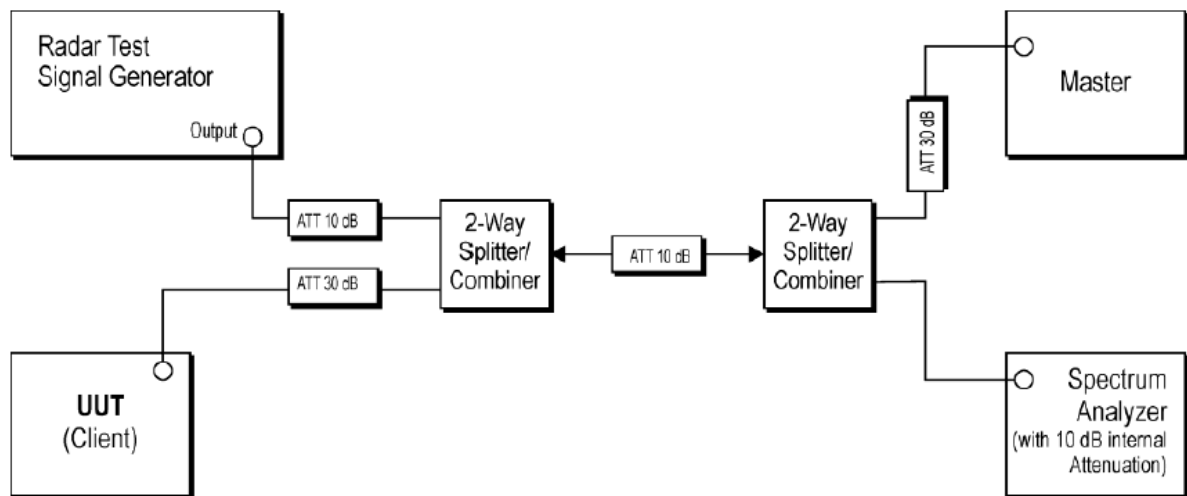 Radar Test
Signal Generator
Output
ATT 10 dB
ATT 30 dB
2-Way
Splitter/
Combiner
ATT 10 dB
2-Way
Splitter/
Combiner
ATT 30 dB
Master
UUT
(Client)
Spectrum
Analyzer
(with 10 dB internal
Attenuation)